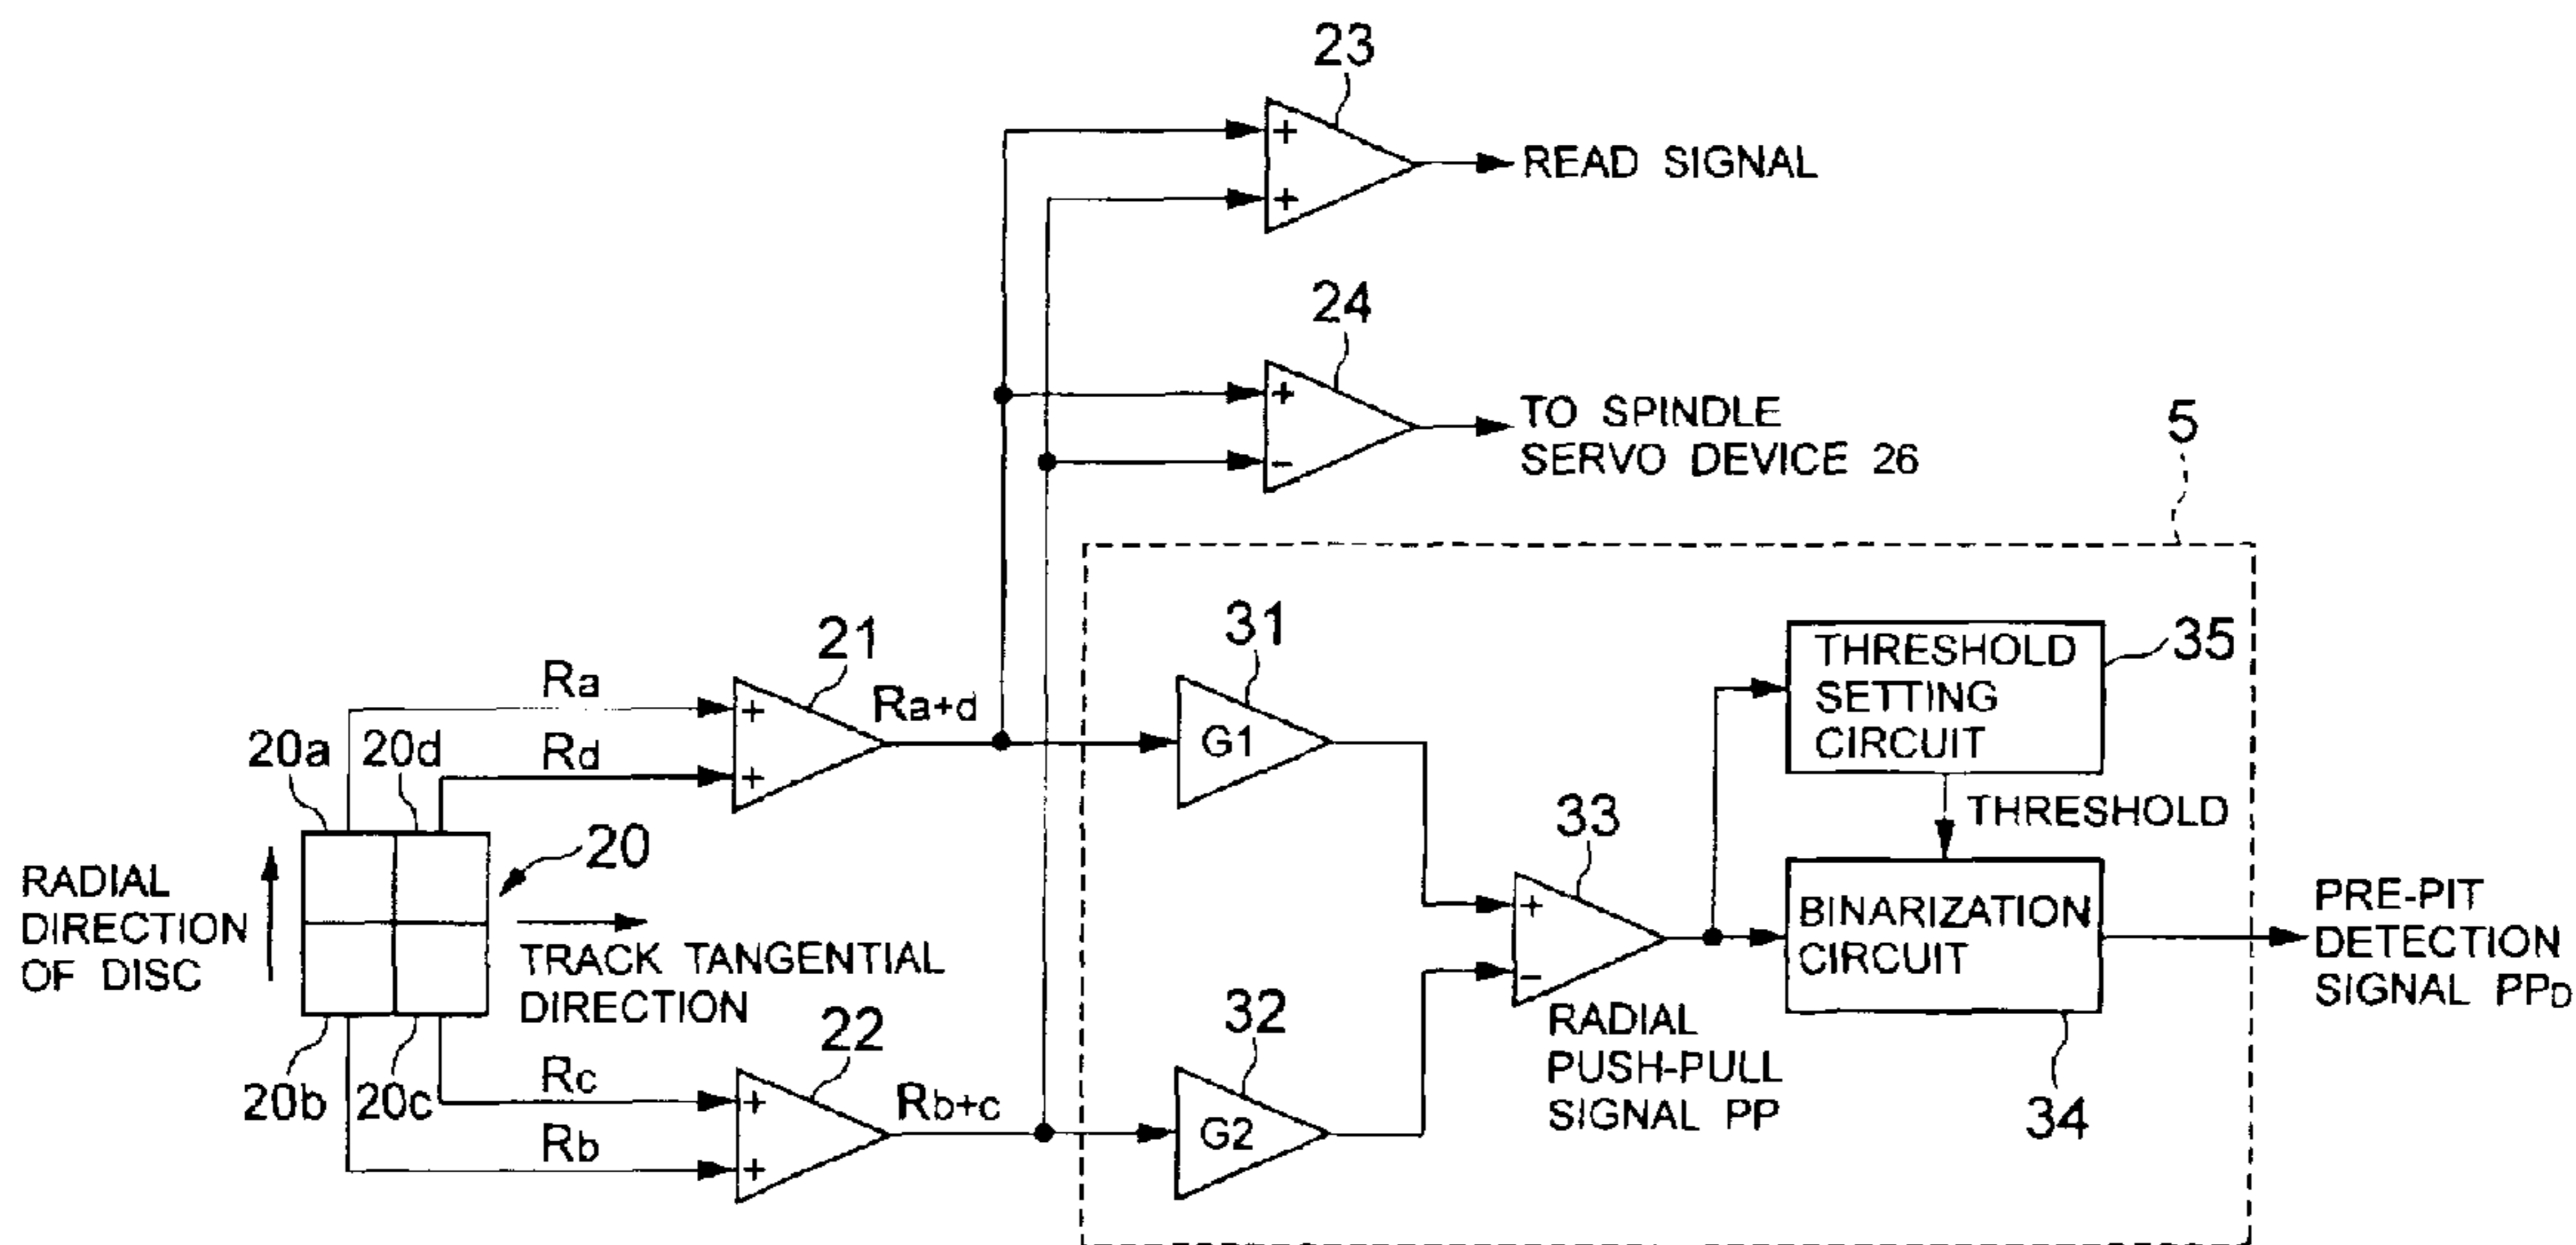 23
+
+
READ SIGNAL
24
+
-
TO SPINDLE
SERVO DEVICE 26
5
21
Ra
Rd
+
+
Ra+d
31
G1
THRESHOLD
SETTING
CIRCUIT
35
THRESHOLD
20a
20d
20
RADIAL
DIRECTION
OF DISC
TRACK TANGENTIAL
DIRECTION
20b
20c
Rc
Rb
22
+
+
Rb+c
32
G2
33
+
-
RADIAL
PUSH-PULL
SIGNAL PP
BINARIZATION
CIRCUIT
34
PRE-PIT
DETECTION
SIGNAL PPD